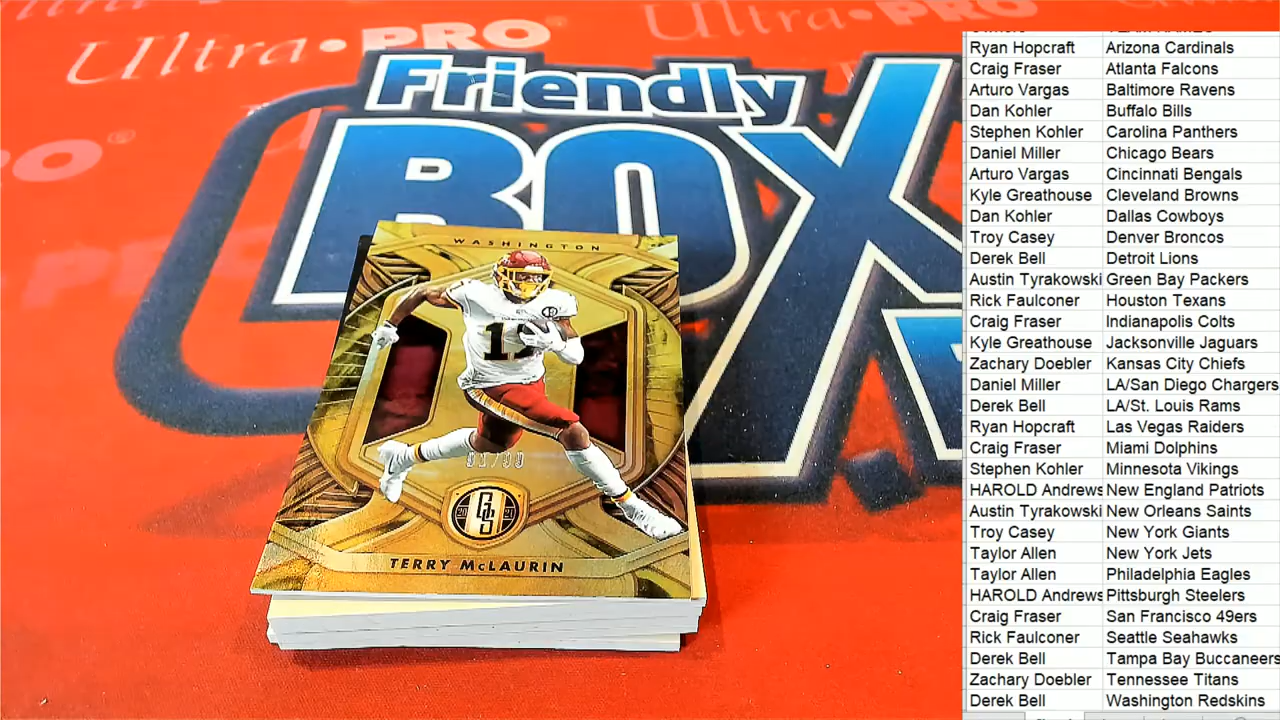 Ultra•PRO®
Ultra•PRO
PRO®
Friendly
BOX
WASHINGTON
TERRY McLAURIN
Ryan Hopcraft Arizona Cardinals
Craig Fraser Atlanta Falcons
Arturo Vargas Baltimore Ravens
Dan Kohler Buffalo Bills
Stephen Kohler Carolina Panthers
Daniel Miller Chicago Bears
Arturo Vargas Cincinnati Bengals
Kyle Greathouse Cleveland Browns
Dan Kohler Dallas Cowboys
Troy Casey Denver Broncos
Derek Bell Detroit Lions
Austin Tyrakowski Green Bay Packers
Rick Faulconer Houston Texans
Craig Fraser Indianapolis Colts
Kyle Greathouse Jacksonville Jaguars
Zachary Doebler Kansas City Chiefs
Daniel Miller LA/San Diego Chargers
Derek Bell LA/St. Louis Rams
Ryan Hopcraft Las Vegas Raiders
Craig Fraser Miami Dolphins
Stephen Kohler Minnesota Vikings
HAROLD Andrews New England Patriots
Austin Tyrakowski New Orleans Saints
Troy Casey New York Giants
Taylor Allen New York Jets
Taylor Allen Philadelphia Eagles
HAROLD Andrews Pittsburgh Steelers
Craig Fraser San Francisco 49ers
Rick Faulconer Seattle Seahawks
Derek Bell Tampa Bay Buccaneers
Zachary Doebler Tennessee Titans
Derek Bell Washington Redskins